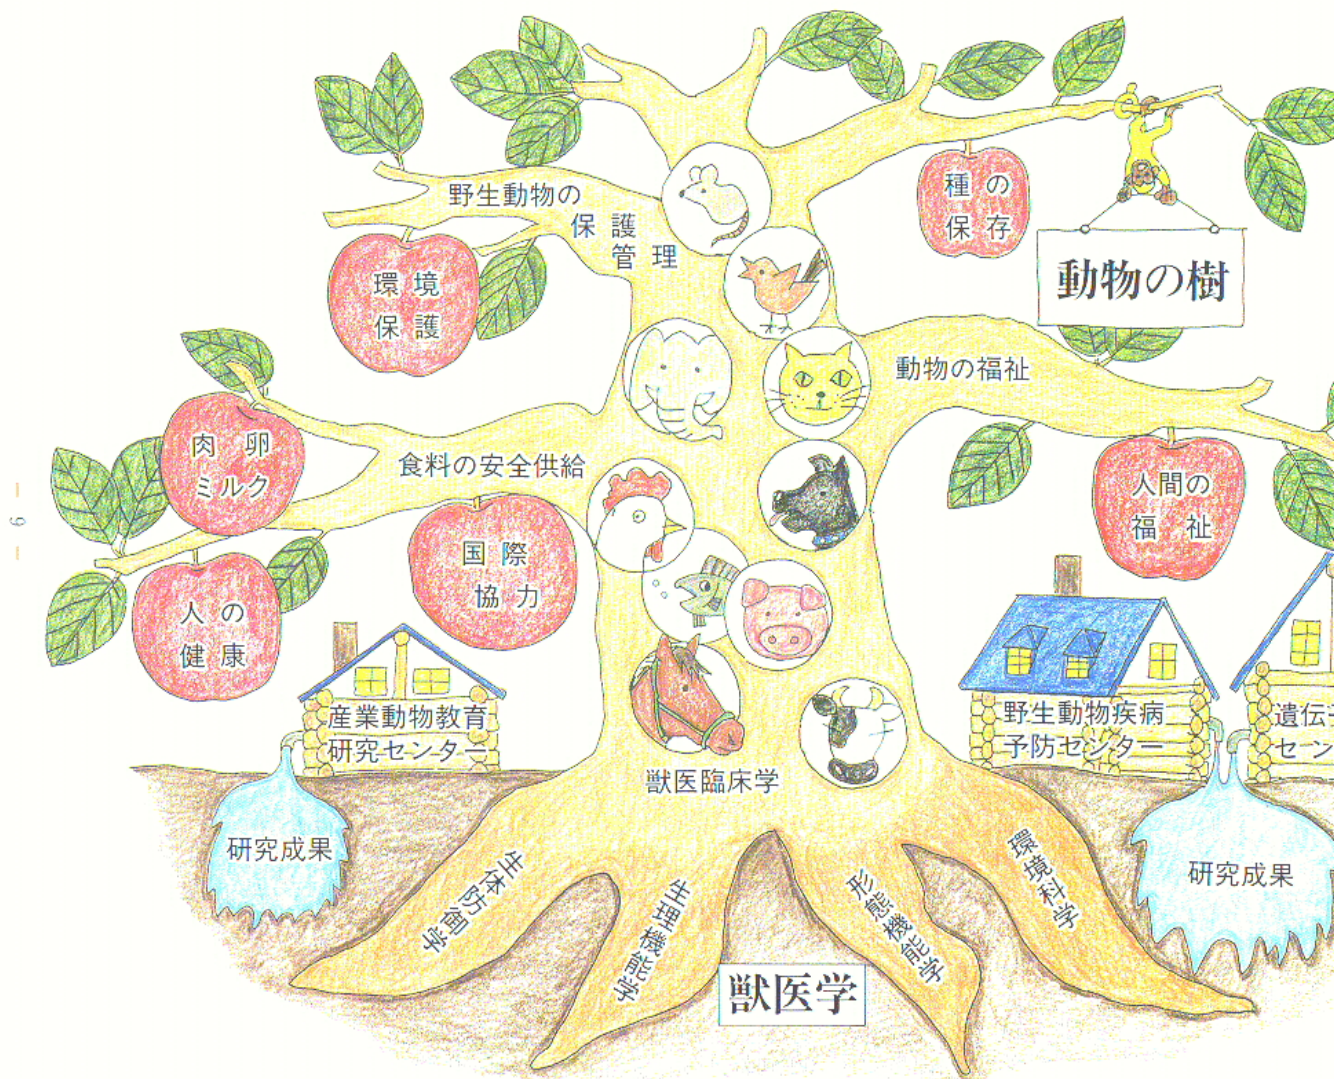 野生動物の
保護
管理
種の
保存
動物の樹
環境
保護
動物の福祉
肉 卵
ミルク
食料の安全供給
人間の
福祉
国際
協力
人の
健康
産業動物教育
研究センター
野生動物疾病
予防センター
遺伝
セン
獣医臨床学
研究成果
研究成果
生体防御学
生理機能学
形態機能学
環境科学
獣医学
- 9 -